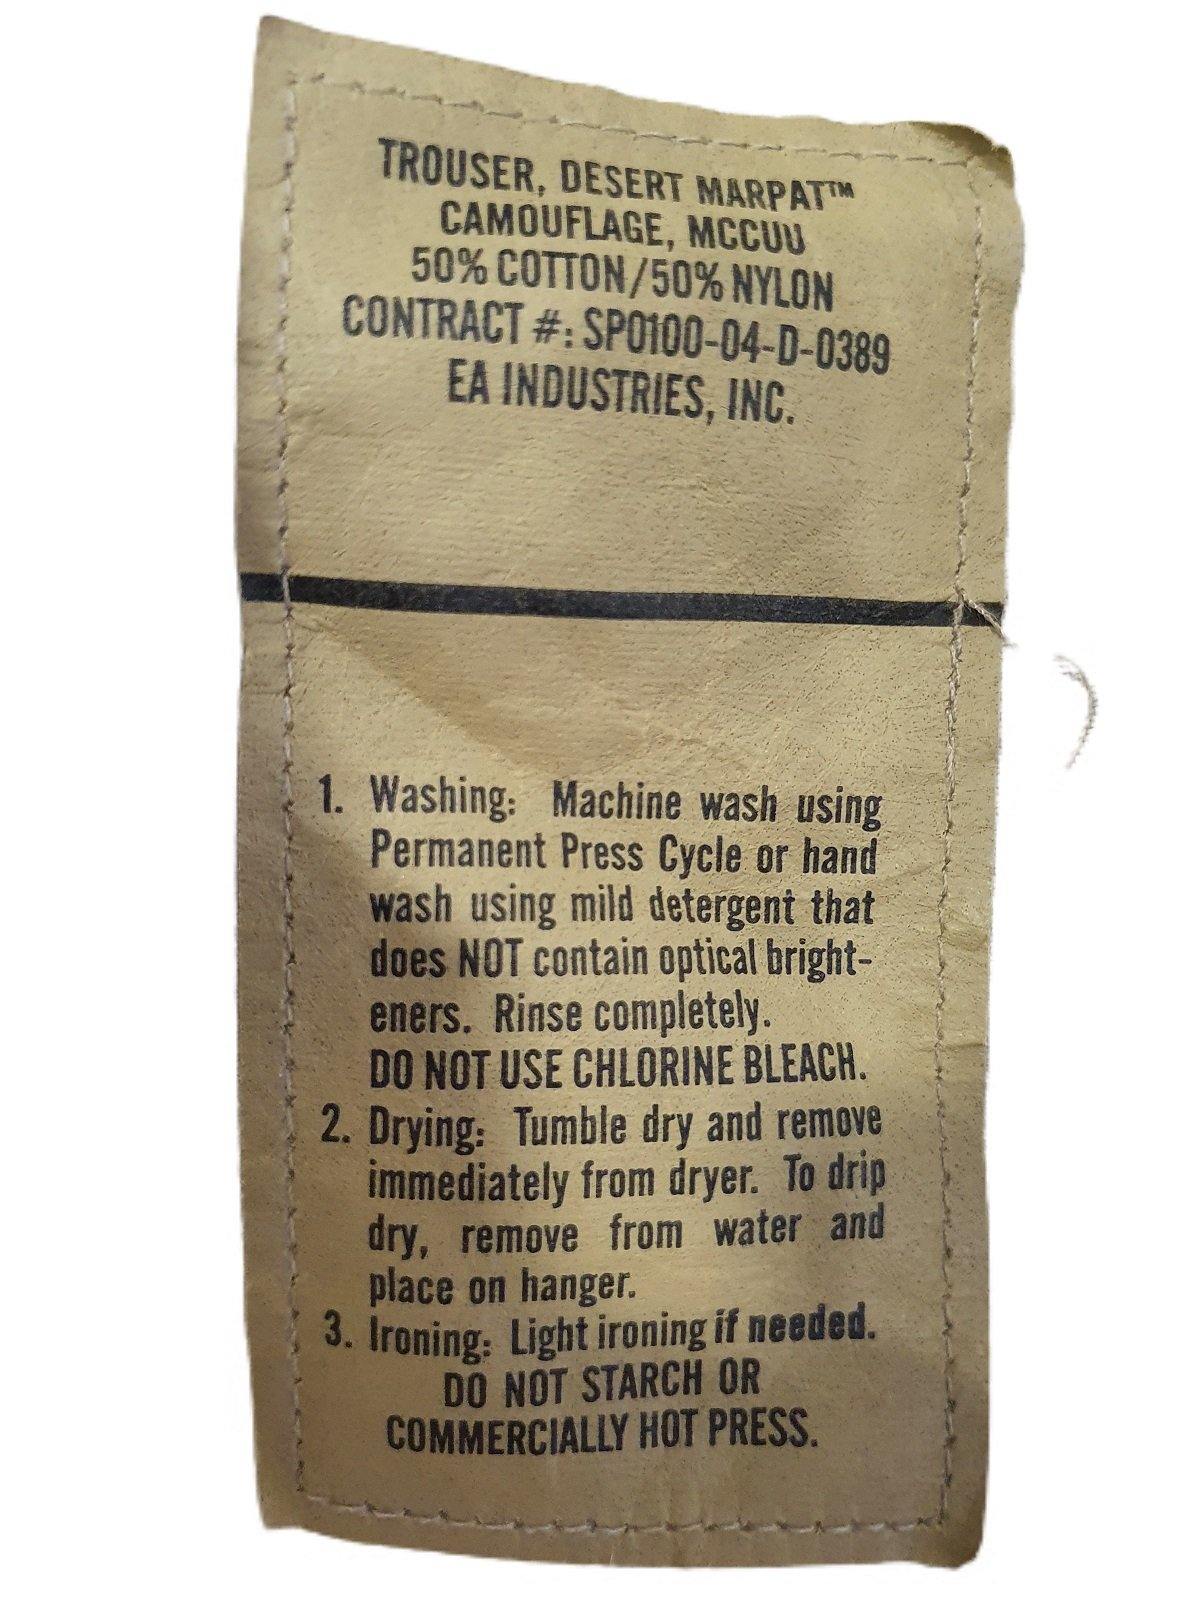 TROUSER, DESERT MARPAT™
CAMOUFLAGE, MCCUU
50% COTTON/50% NYLON
CONTRACT #: SP0100-04-D-0389
EA INDUSTRIES, INC.
1. Washing: Machine wash using
Permanent Press Cycle or hand
wash using mild detergent that
does NOT contain optical bright-
eners. Rinse completely.
DO NOT USE CHLORINE BLEACH.
2. Drying: Tumble dry and remove
immediately from dryer. To drip
dry, remove from water and
place on hanger.
3. Ironing: Light ironing if needed.
DO NOT STARCH OR
COMMERCIALLY HOT PRESS.